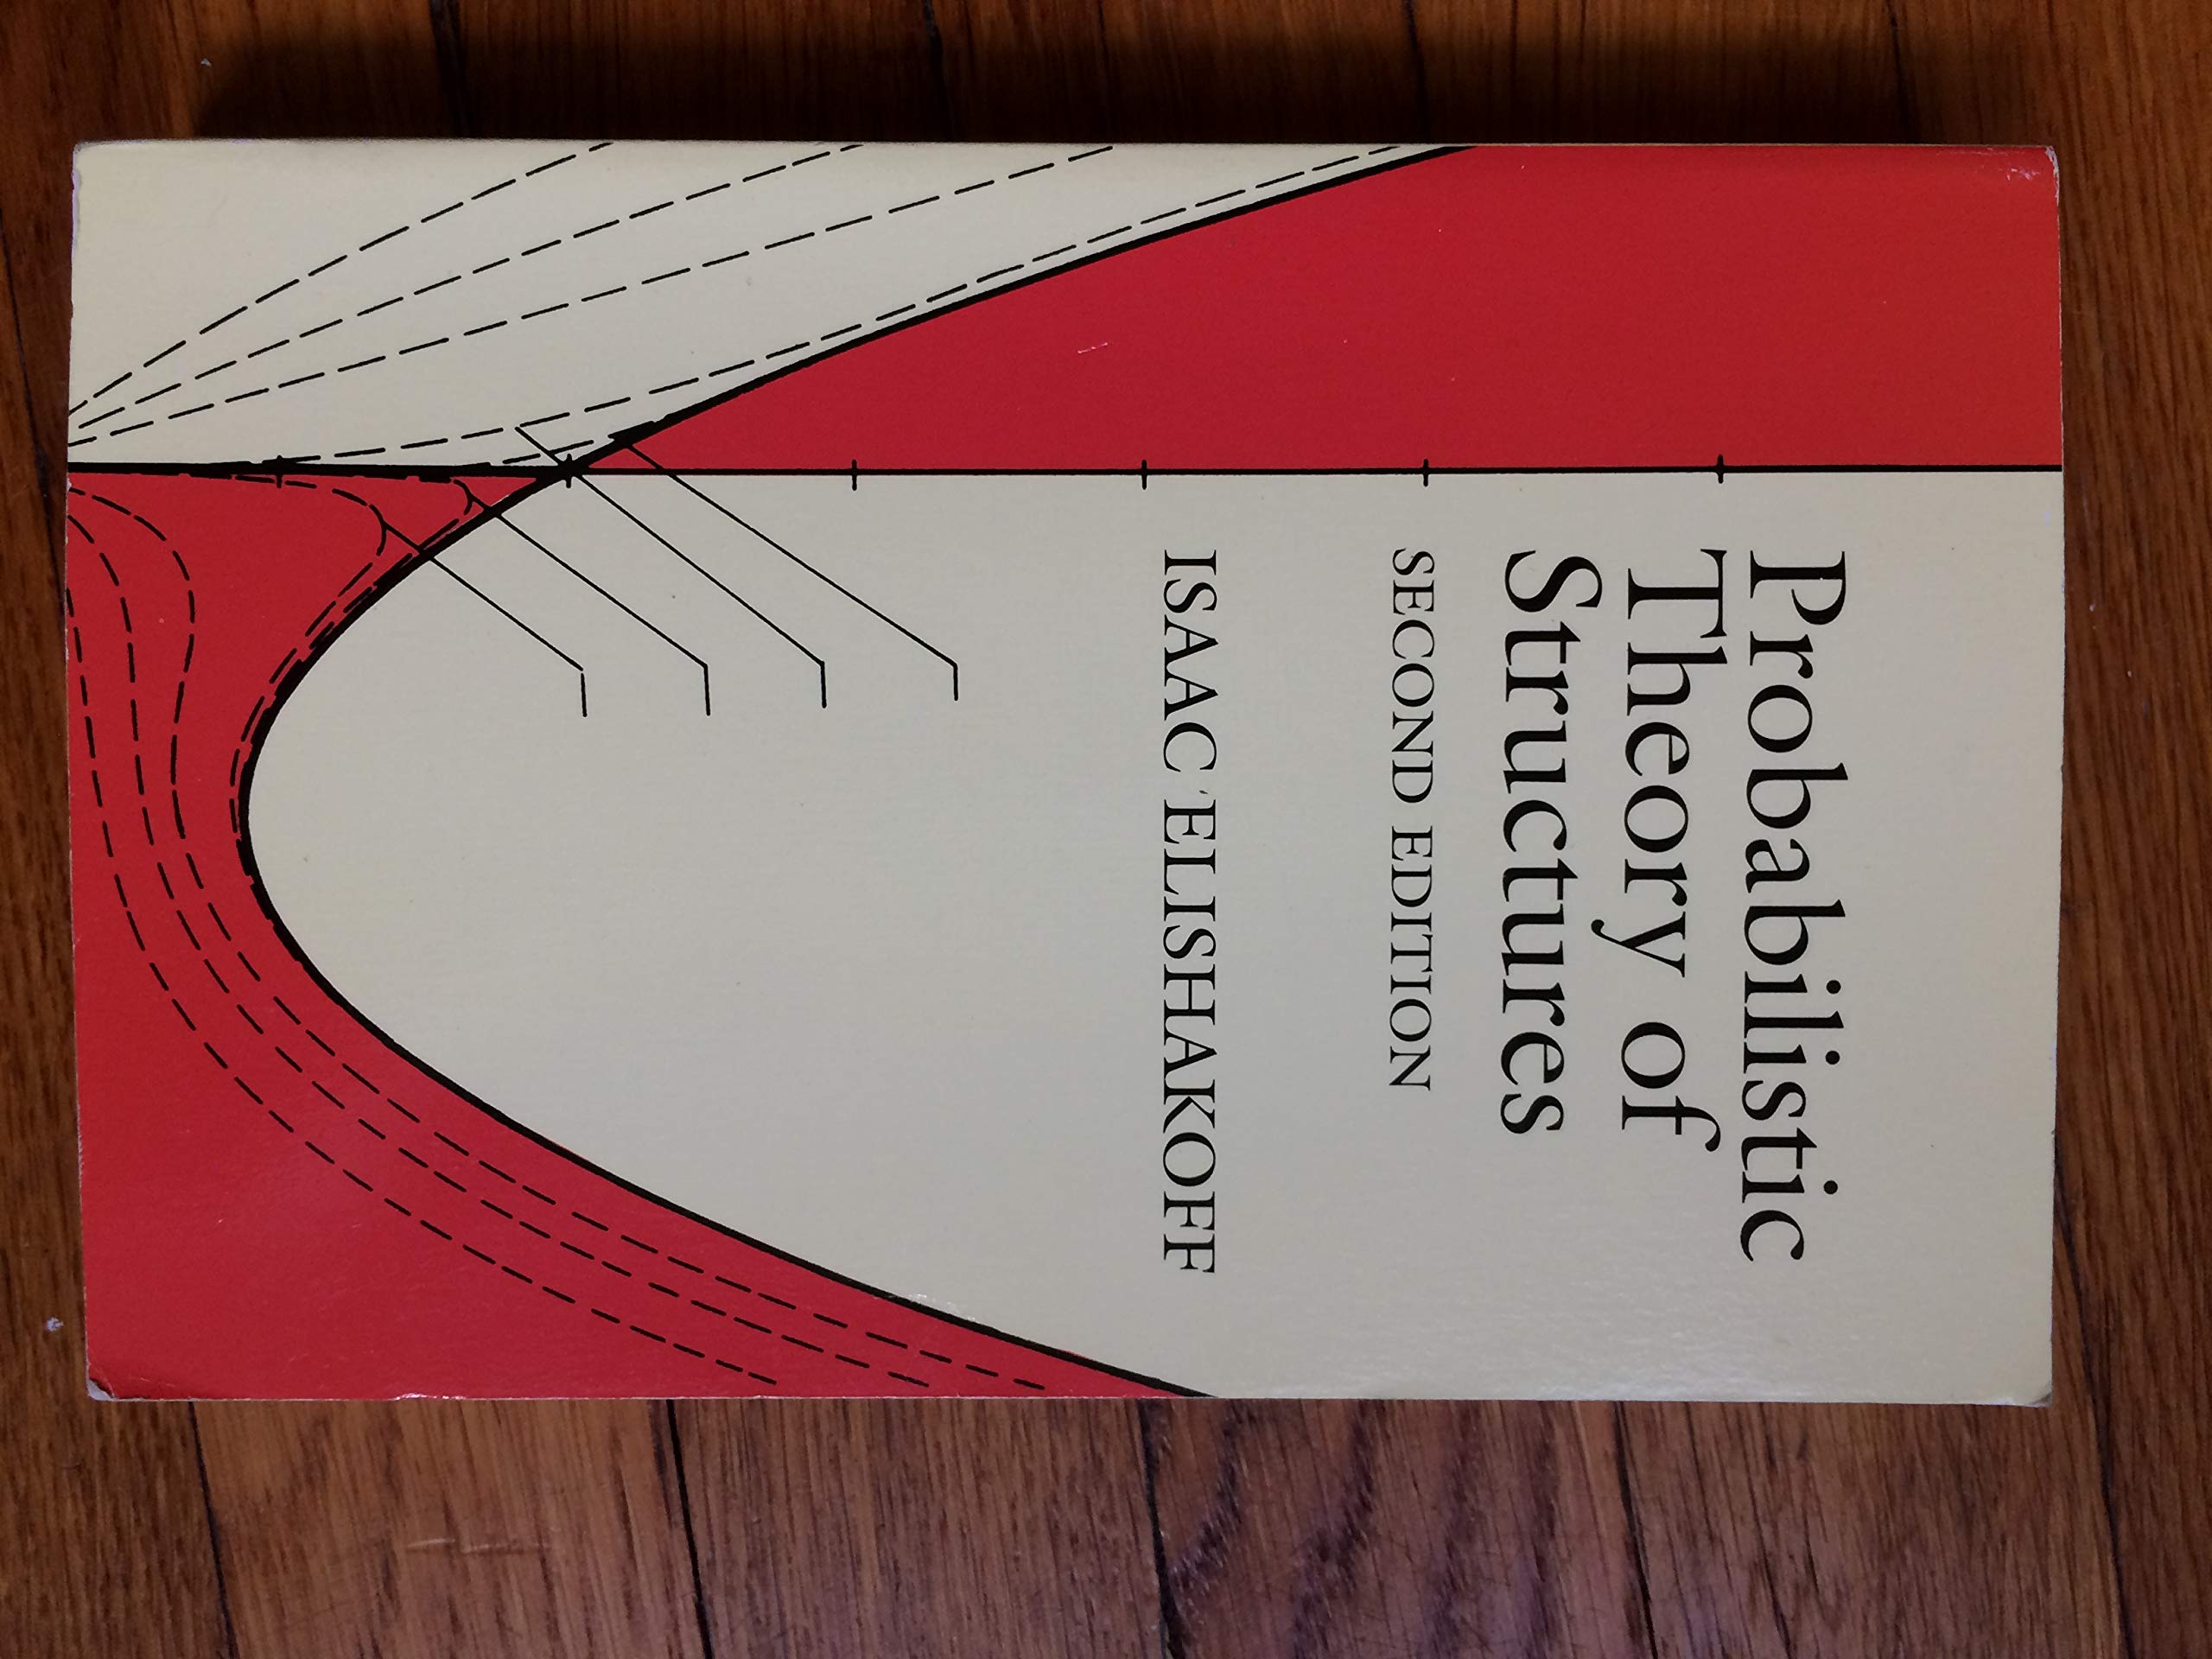 Probabilistic
Theory of
Structures
SECOND EDITION
ISAAC ELISHAKOFF